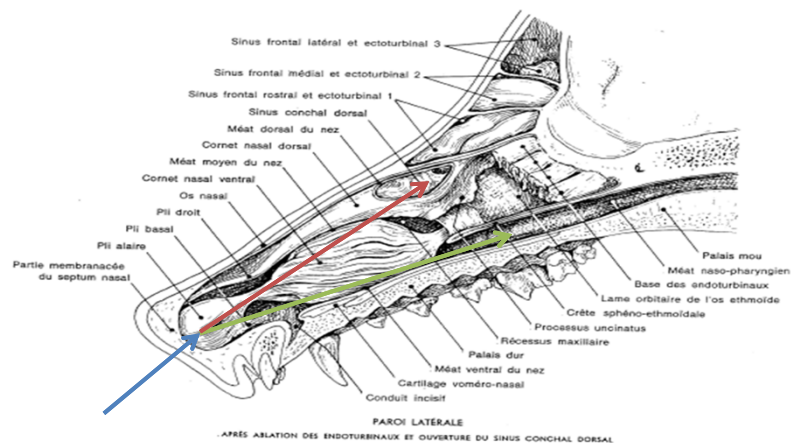 Sinus frontal latéral et ectoturbinal 3
Sinus frontal médial et ectoturbinal 2
Sinus frontal rostral et ectoturbinal 1
Sinus conchal dorsal
Méat dorsal du nez
Cornet nasal dorsal
Méat moyen du nez
Cornet nasal ventral
Os nasal
Pli droit
Pli basal
Pli alaire
Partie membranacée
du septum nasal
Palais mou
Méat naso-pharyngien
Base des endoturbinaux
Lame orbitaire de l'os ethmoïde
Crête sphéno-ethmoïdale
Processus uncinatus
Récessus maxillaire
Palais dur
Méat ventral du nez
Cartilage voméro-nasal
Conduit incisif
PAROI LATÉRALE
APRÈS ABLATION DES ENDOTURBINAUX ET OUVERTURE DU SINUS CONCHAL DORSAL